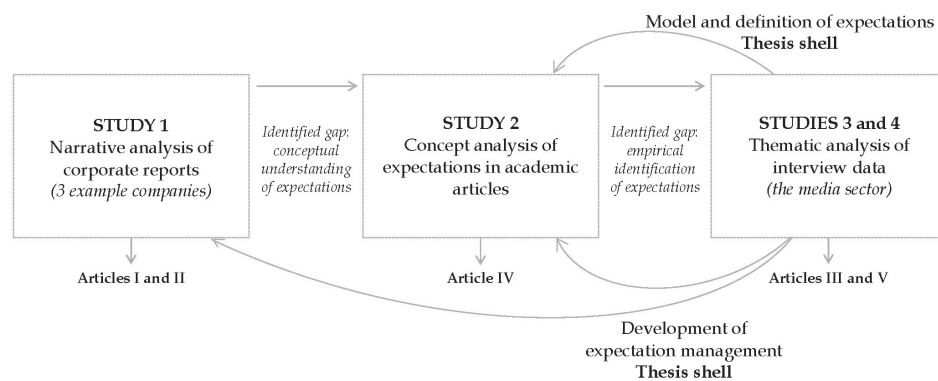 Model and definition of expectations
Thesis shell
STUDY 1
Narrative analysis of
corporate reports
(3 example companies)
Identified gap:
conceptual
understanding
of expectations
STUDY 2
Concept analysis of
expectations in academic
articles
Identified gap:
empirical
identification
of expectations
STUDIES 3 and 4
Thematic analysis of
interview data
(the media sector)
Articles I and II
Article IV
Articles III and V
Development of
expectation management
Thesis shell